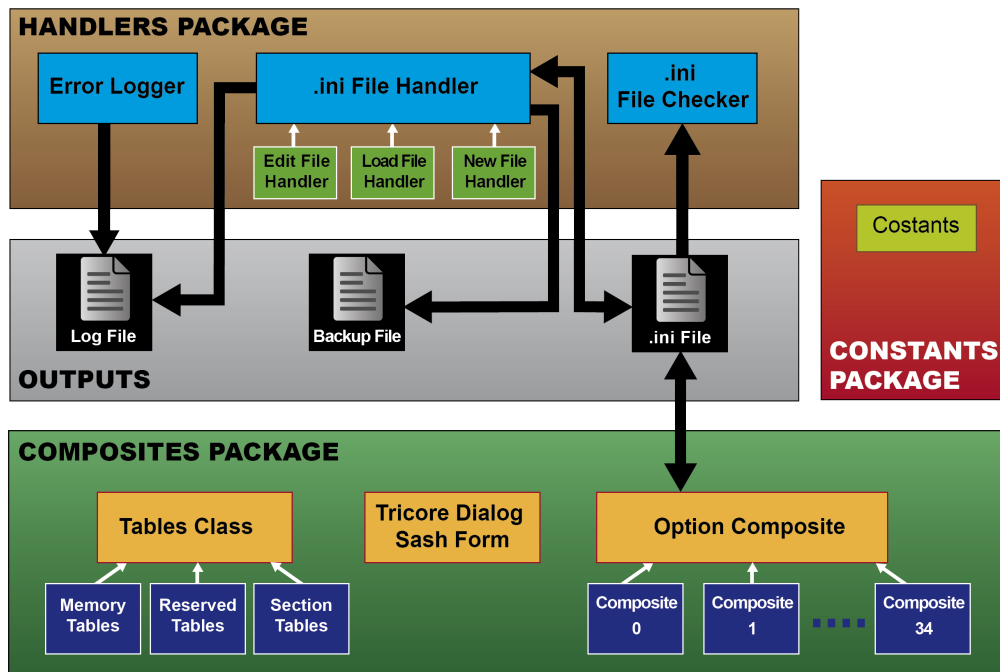 HANDLERS PACKAGE
Error Logger
.ini File Handler
.ini
File Checker
Edit File
Handler
Load File
Handler
New File
Handler
Costants
CONSTANTS
PACKAGE
Log File
Backup File
.ini File
OUTPUTS
COMPOSITES PACKAGE
Tables Class
Tricore Dialog
Sash Form
Option Composite
Memory
Tables
Reserved
Tables
Section
Tables
Composite
0
Composite
1
Composite
34